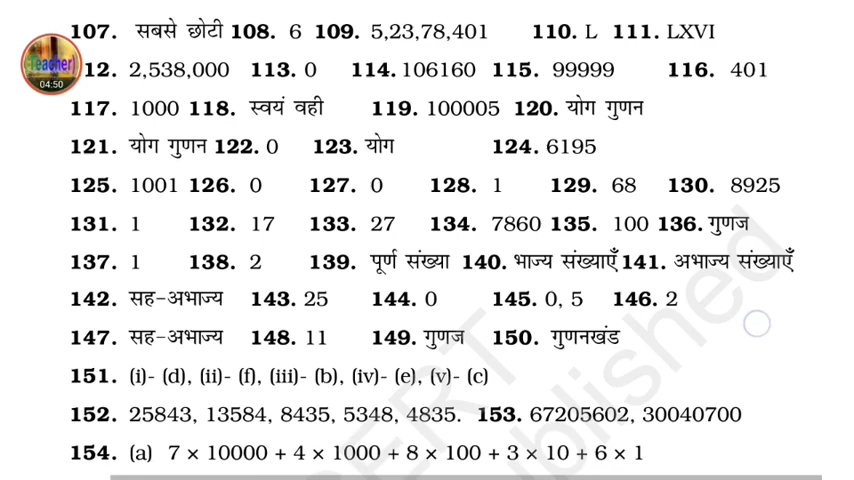 107. सबसे छोटी 108. 6 109. 5,23,78,401 110. L 111. LXVI
Teacher
04:50
12. 2,538,000 113. 0 114. 106160 115. 99999 116. 401
117. 1000 118. स्वयं वही 119. 100005 120. योग गुणन
121. योग गुणन 122. 0 123. योग 124. 6195
125. 1001 126. 0 127. 0 128. 1 129. 68 130. 8925
131. 1 132. 17 133. 27 134. 7860 135. 100 136. गुणज
137. 1 138. 2 139. पूर्ण संख्या 140. भाज्य संख्याएँ 141. अभाज्य संख्याएँ
142. सह-अभाज्य 143. 25 144. 0 145. 0, 5 146. 2
147. सह-अभाज्य 148. 11 149. गुणज 150. गुणनखंड
151. (i)- (d), (ii)- (f), (iii)- (b), (iv)- (e), (v)- (c)
152. 25843, 13584, 8435, 5348, 4835. 153. 67205602, 30040700
154. (a) 7 × 10000 + 4 × 1000 + 8 × 100 + 3 × 10 + 6 × 1